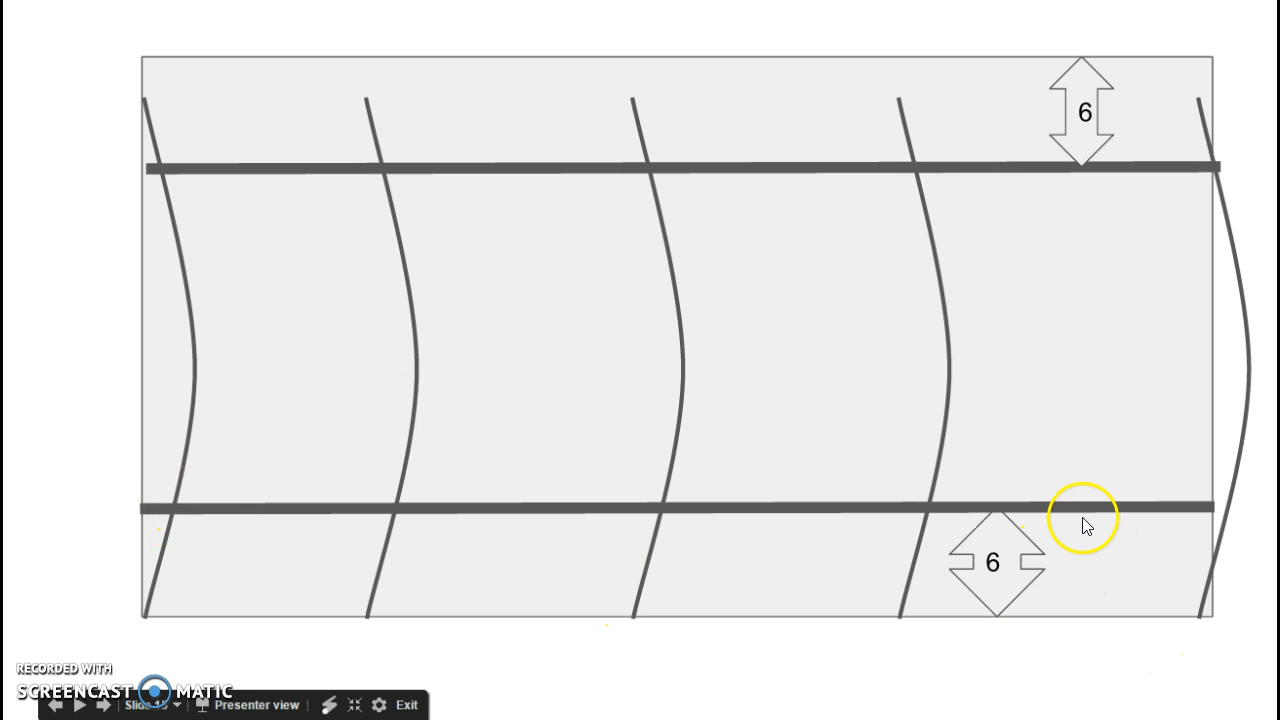 6
6
RECORDED WITH
SCREENCAST MATIC
Presenter view Exit